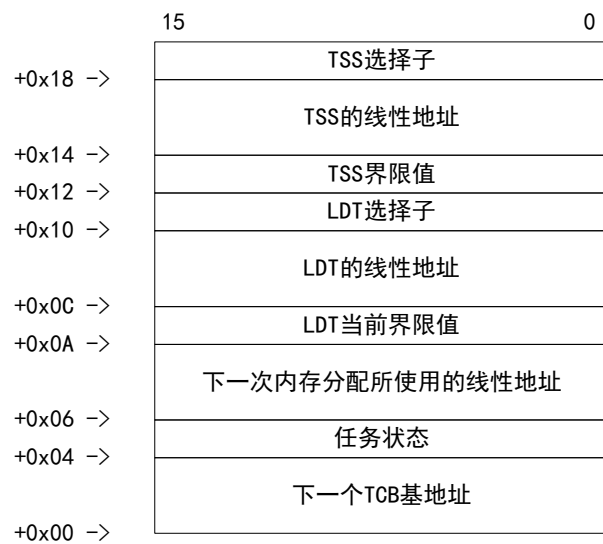 15 0
TSS选择子
+0x18 ->
TSS的线性地址
+0x14 ->
TSS界限值
+0x12 ->
LDT选择子
+0x10 ->
LDT的线性地址
+0x0C ->
LDT当前界限值
+0x0A ->
下一次内存分配所使用的线性地址
+0x06 ->
任务状态
+0x04 ->
下一个TCB基地址
+0x00 ->